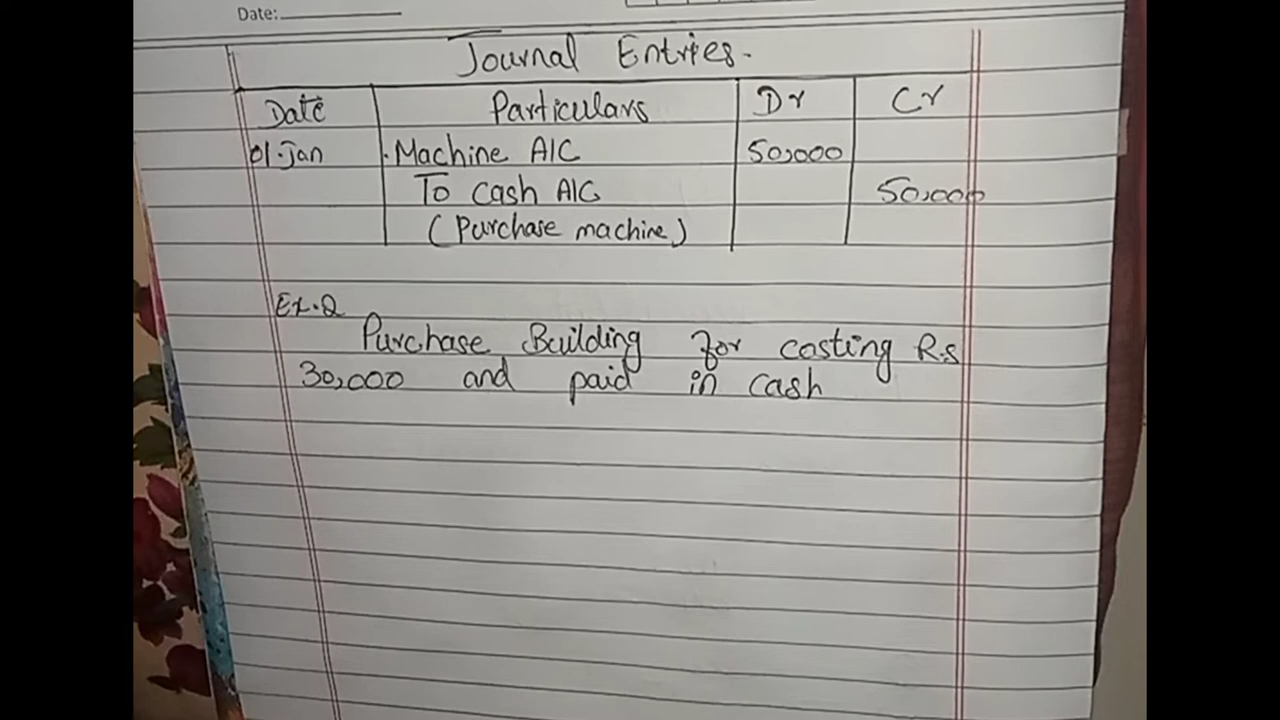 Date:
Journal Entries.
Date Particulars Dr Cr
01.Jan Machine A/C 50,000
To Cash A/C 50,000
(Purchase machine)
Ex.2
Purchase Building for costing R.s
30,000 and paid in cash